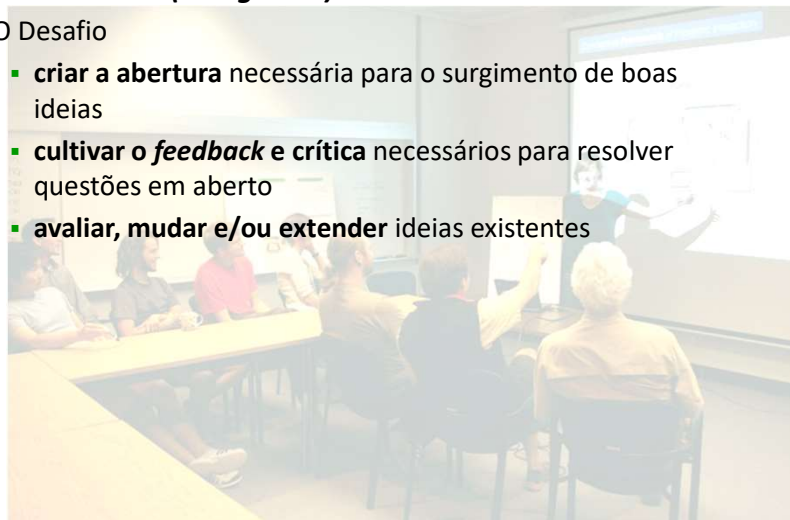 O Desafio
▪ criar a abertura necessária para o surgimento de boas
ideias
▪ cultivar o feedback e crítica necessários para resolver
questões em aberto
▪ avaliar, mudar e/ou extender ideias existentes